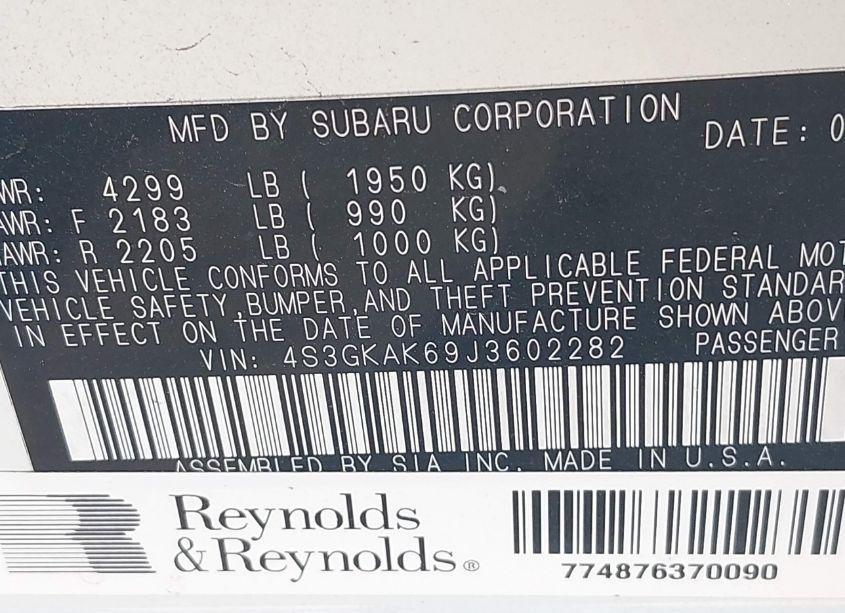 MFD BY SUBARU CORPORATION DATE: 0
WR: 4299 LB ( 1950 KG)
AWR: F 2183 LB ( 990 KG)
AWR: R 2205 LB ( 1000 KG)
THIS VEHICLE CONFORMS TO ALL APPLICABLE FEDERAL MOT
VEHICLE SAFETY,BUMPER,AND THEFT PREVENTION STANDAR
IN EFFECT ON THE DATE OF MANUFACTURE SHOWN ABOV
VIN: 4S3GKAK69J3602282 PASSENGER
ASSEMBLED BY SIA INC. MADE IN U.S.A.
Reynolds
&Reynolds®
774876370090